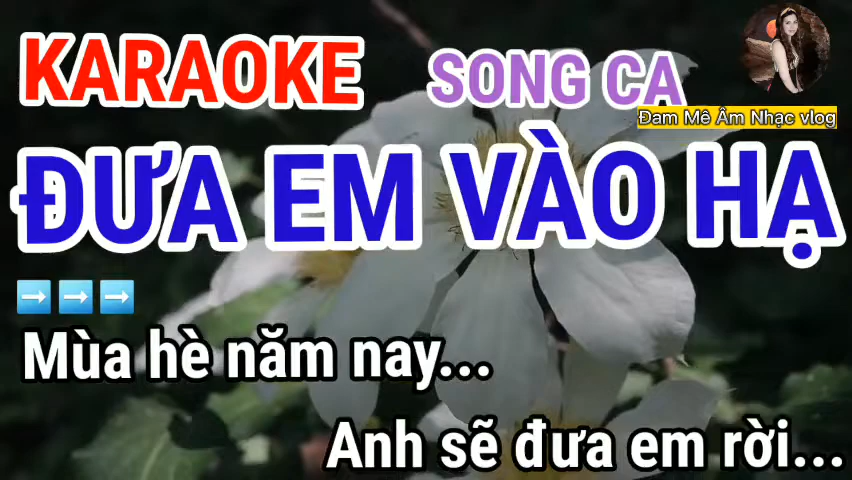 KARAOKE SONG CA
Đam Mê Âm Nhạc vlog
ĐƯA EM VÀO HẠ
Mùa hè năm nay...
Anh sẽ đưa em rời...